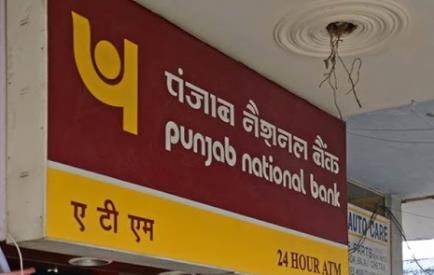 पंजाब नैशनल बैंक
punjab national bank
ए टी एम
24 HOUR ATM
AUTO CARE